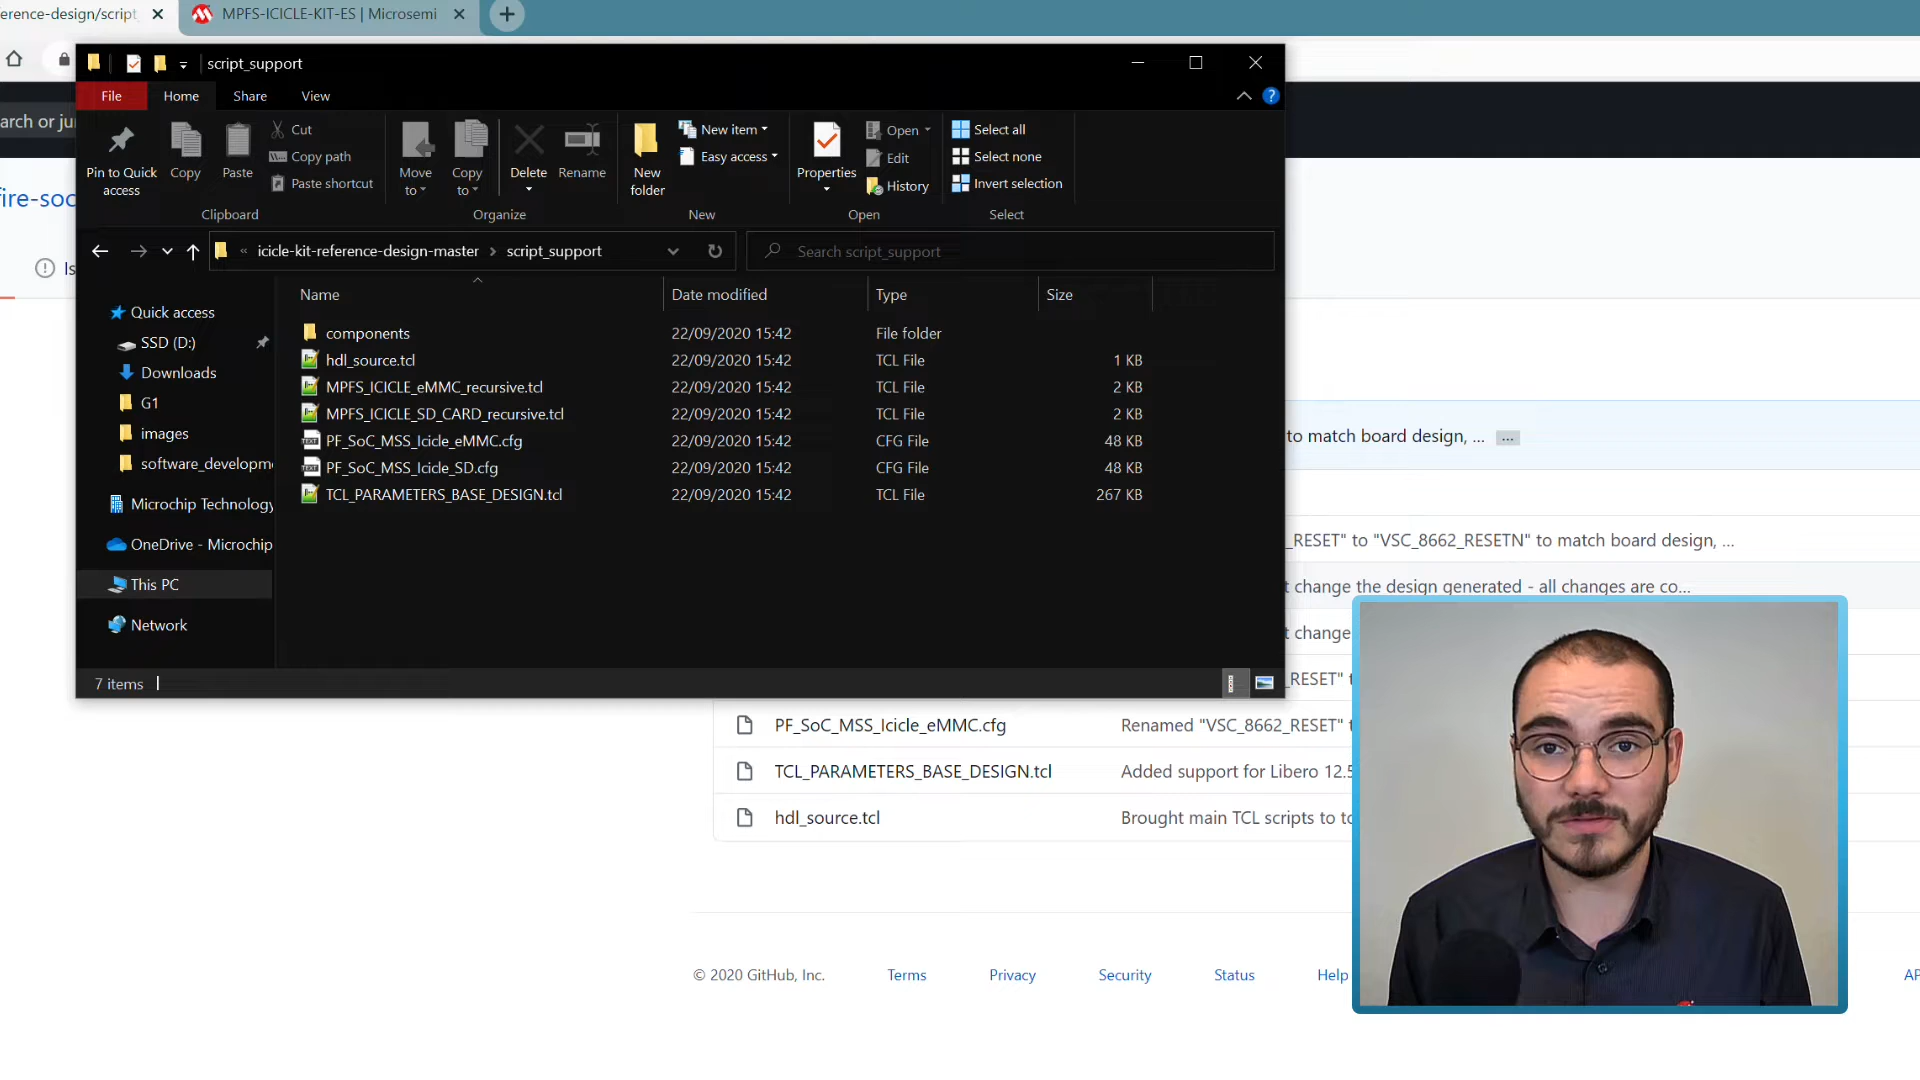 erence-design/script
MPFS-ICICLE-KIT-ES | Microsemi
script_support
File
Home
Share
View
arch or ju
Pin to Quick access
Copy
Paste
Cut
Copy path
Paste shortcut
Clipboard
Move to
Copy to
Delete
Rename
Organize
New folder
New item
Easy access
New
Properties
Open
Edit
History
Open
Select all
Select none
Invert selection
Select
fire-soc
Is
« icicle-kit-reference-design-master > script_support
Search script_support
Name
Date modified
Type
Size
Quick access
SSD (D:)
Downloads
G1
images
software_developm
Microchip Technology
OneDrive - Microchip
This PC
Network
components 22/09/2020 15:42 File folder
hdl_source.tcl 22/09/2020 15:42 TCL File 1 KB
MPFS_ICICLE_eMMC_recursive.tcl 22/09/2020 15:42 TCL File 2 KB
MPFS_ICICLE_SD_CARD_recursive.tcl 22/09/2020 15:42 TCL File 2 KB
PF_SoC_MSS_Icicle_eMMC.cfg 22/09/2020 15:42 CFG File 48 KB
PF_SoC_MSS_Icicle_SD.cfg 22/09/2020 15:42 CFG File 48 KB
TCL_PARAMETERS_BASE_DESIGN.tcl 22/09/2020 15:42 TCL File 267 KB
7 items
to match board design, ... ...
_RESET" to "VSC_8662_RESETN" to match board design, ...
t change the design generated - all changes are co...
t change
_RESET" t
PF_SoC_MSS_Icicle_eMMC.cfg Renamed "VSC_8662_RESET" t
TCL_PARAMETERS_BASE_DESIGN.tcl Added support for Libero 12.5
hdl_source.tcl Brought main TCL scripts to to
© 2020 GitHub, Inc.
Terms
Privacy
Security
Status
Help
AP